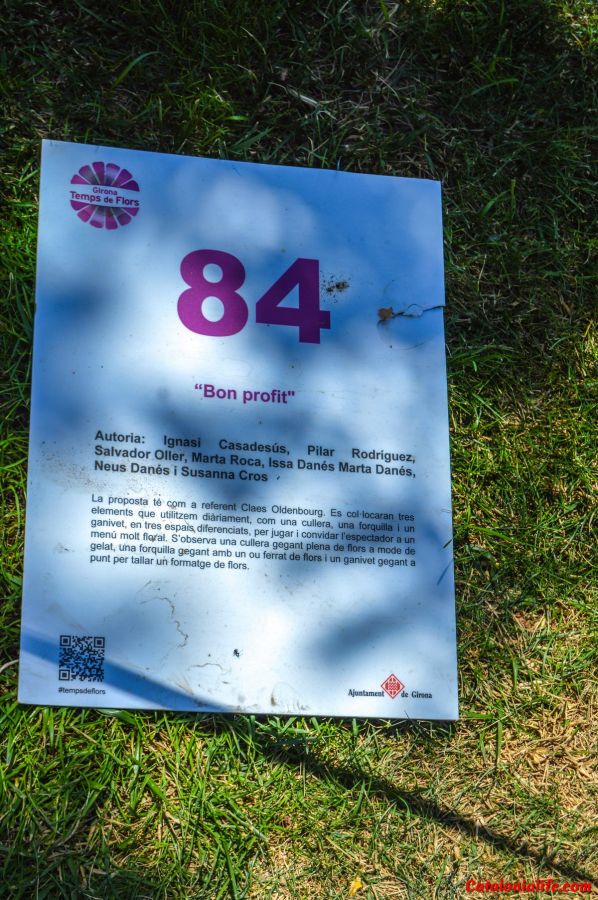 Girona
Temps de Flors
84
“Bon profit"
Autoria: Ignasi Casadesús, Pilar Rodríguez,
Salvador Oller, Marta Roca, Issa Danés Marta Danés,
Neus Danés i Susanna Cros
La proposta té com a referent Claes Oldenbourg. Es col·locaran tres
elements que utilitzem diàriament, com una cullera, una forquilla i un
ganivet, en tres espais diferenciats, per jugar i convidar l’espectador a un
menú molt floral. S’observa una cullera gegant plena de flors a mode de
gelat, una forquilla gegant amb un ou ferrat de flors i un ganivet gegant a
punt per tallar un formatge de flors.
#tempsdeflors
Ajuntament de Girona
Catalonialife.com